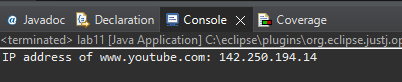 Javadoc Declaration Console Coverage
<terminated> lab11 [Java Application] C:\eclipse\plugins\org.eclipse.justj.o
IP address of www.youtube.com: 142.250.194.14